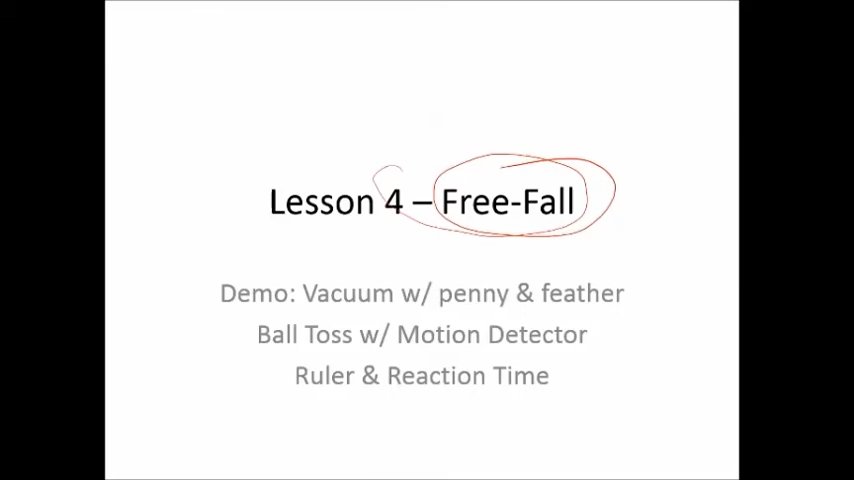 Lesson 4 – Free-Fall
Demo: Vacuum w/ penny & feather
Ball Toss w/ Motion Detector
Ruler & Reaction Time